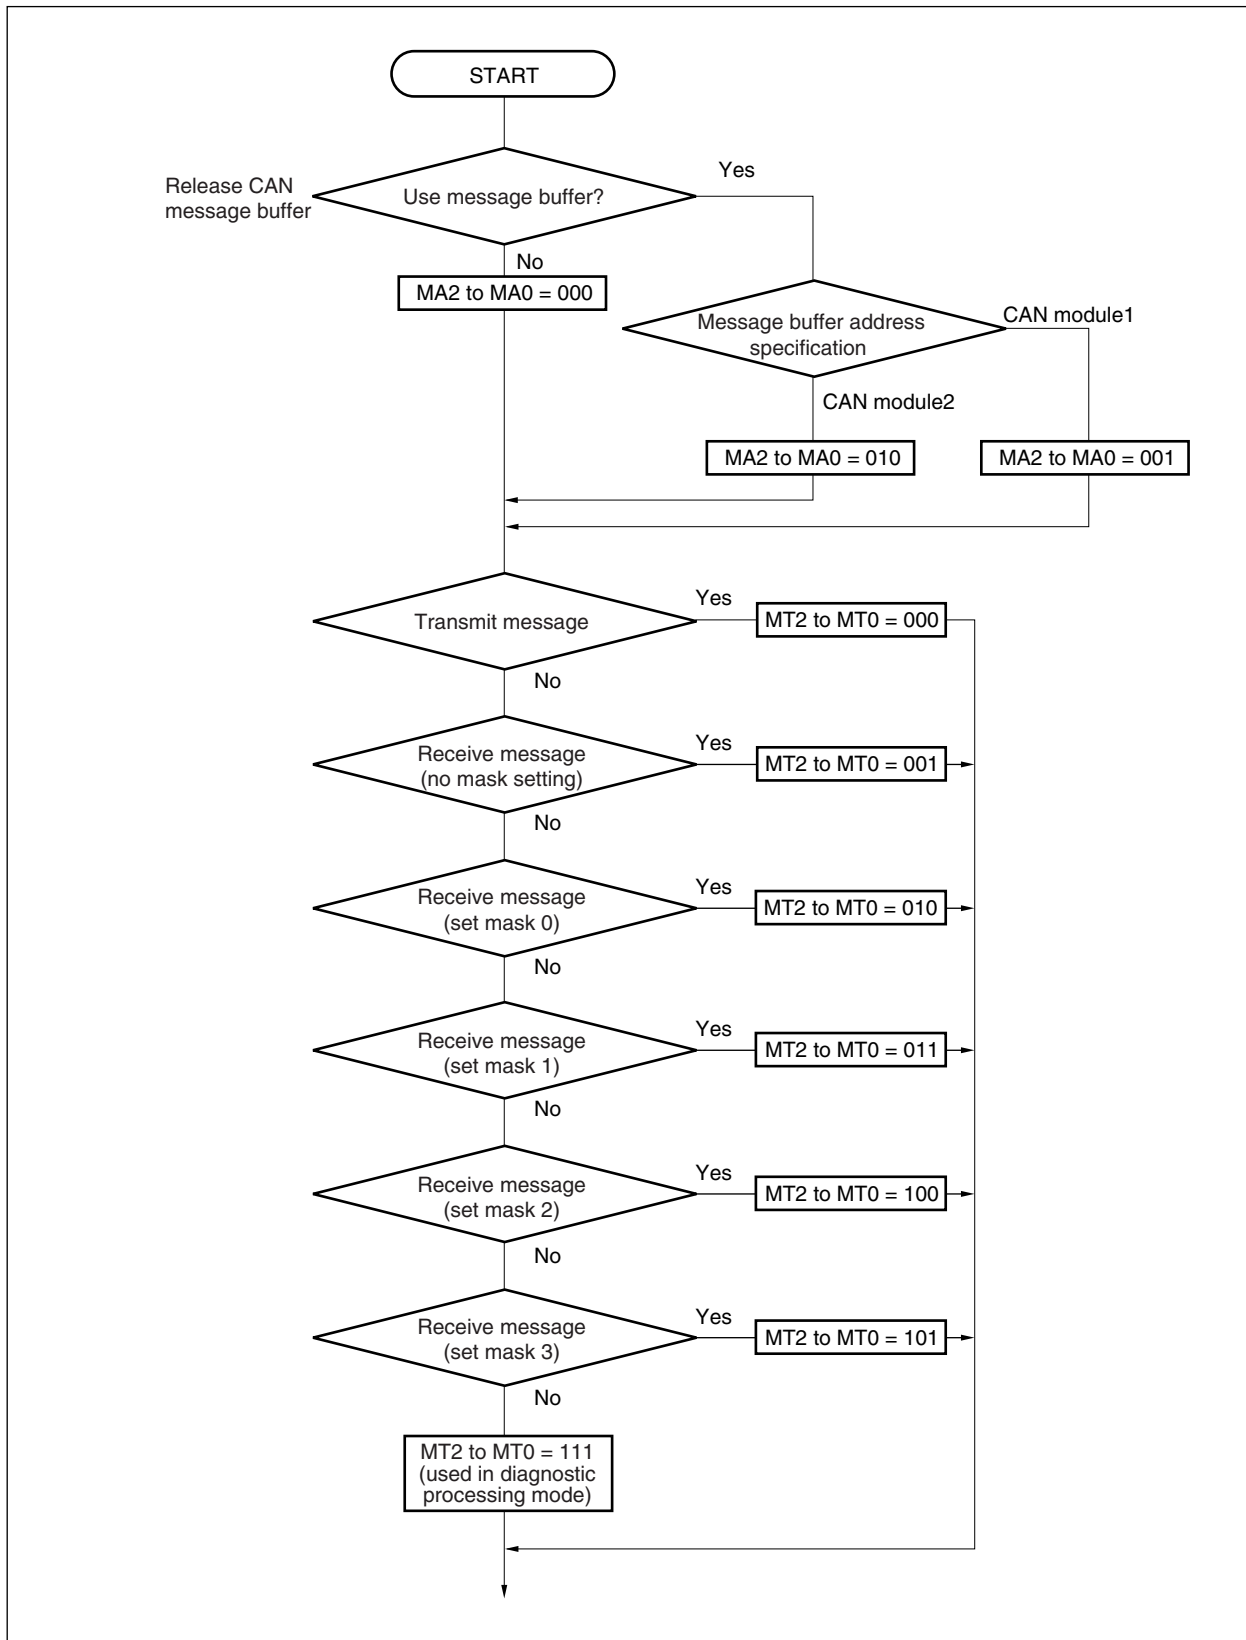 START
Release CAN
message buffer
Use message buffer?
Yes
No
MA2 to MA0 = 000
Message buffer address
specification
CAN module1
CAN module2
MA2 to MA0 = 010
MA2 to MA0 = 001
Transmit message
Yes
MT2 to MT0 = 000
No
Receive message
(no mask setting)
Yes
MT2 to MT0 = 001
No
Receive message
(set mask 0)
Yes
MT2 to MT0 = 010
No
Receive message
(set mask 1)
Yes
MT2 to MT0 = 011
No
Receive message
(set mask 2)
Yes
MT2 to MT0 = 100
No
Receive message
(set mask 3)
Yes
MT2 to MT0 = 101
No
MT2 to MT0 = 111
(used in diagnostic
processing mode)